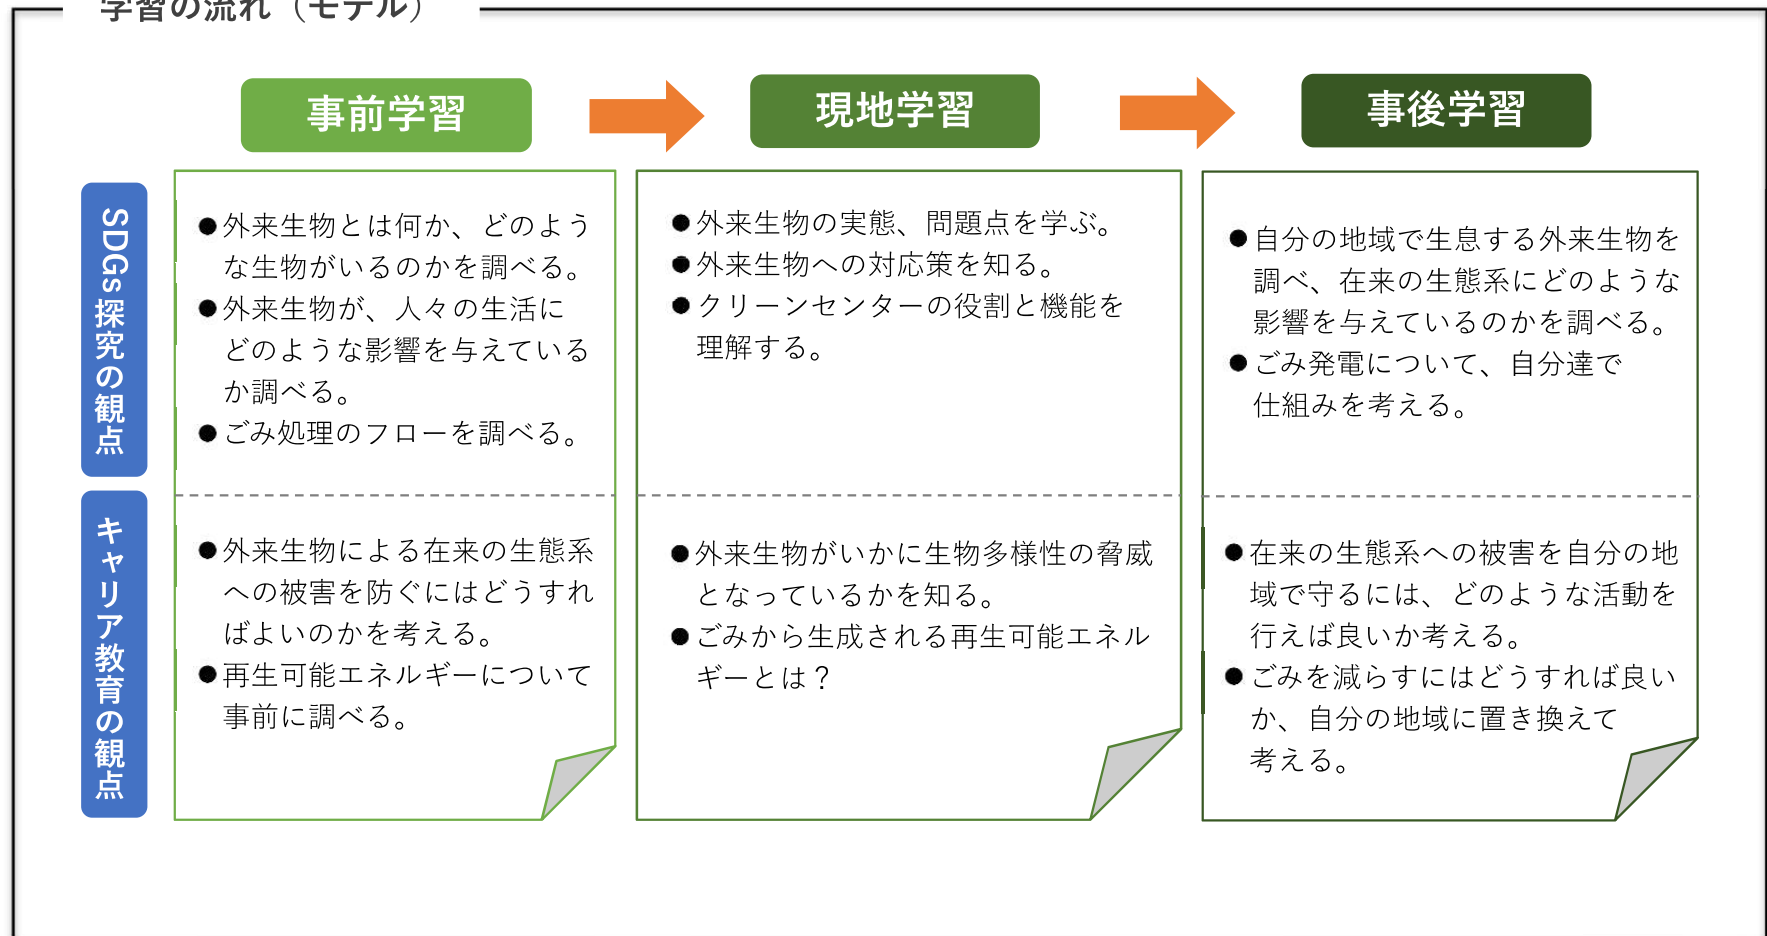 学習の流れ（モデル）
事前学習
現地学習
事後学習
SDGs探究の観点
●外来生物とは何か、どのよう
な生物がいるのかを調べる。
●外来生物が、人々の生活に
どのような影響を与えている
か調べる。
●ごみ処理のフローを調べる。
●外来生物の実態、問題点を学ぶ。
●外来生物への対応策を知る。
●クリーンセンターの役割と機能を
理解する。
●自分の地域で生息する外来生物を
調べ、在来の生態系にどのような
影響を与えているのかを調べる。
●ごみ発電について、自分達で
仕組みを考える。
キャリア教育の観点
●外来生物による在来の生態系
への被害を防ぐにはどうすれ
ばよいのかを考える。
●再生可能エネルギーについて
事前に調べる。
●外来生物がいかに生物多様性の脅威
となっているかを知る。
●ごみから生成される再生可能エネル
ギーとは？
●在来の生態系への被害を自分の地
域で守るには、どのような活動を
行えば良いか考える。
●ごみを減らすにはどうすれば良い
か、自分の地域に置き換えて
考える。